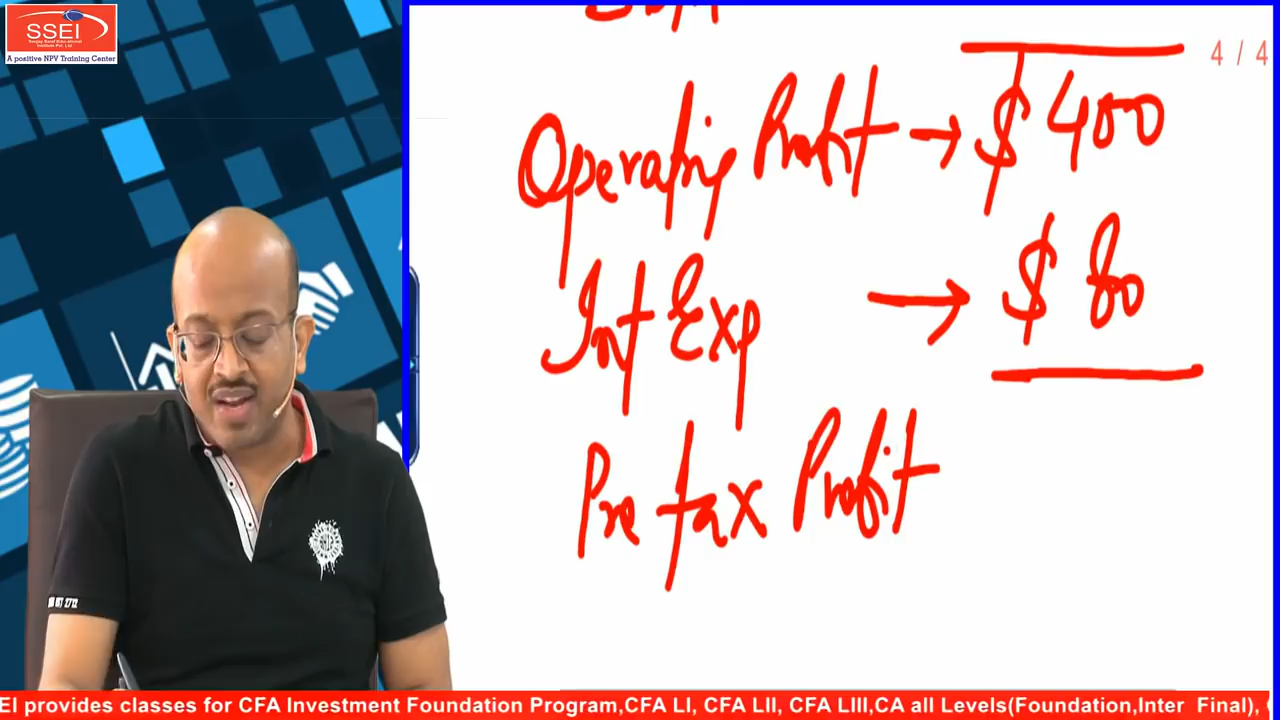 SSEI
A positive NPV Training Center
4 / 4
Operating Profit → $ 400
Int Exp → $ 80
Pre tax Profit
EI provides classes for CFA Investment Foundation Program,CFA LI, CFA LII, CFA LIII,CA all Levels(Foundation,Inter Final),